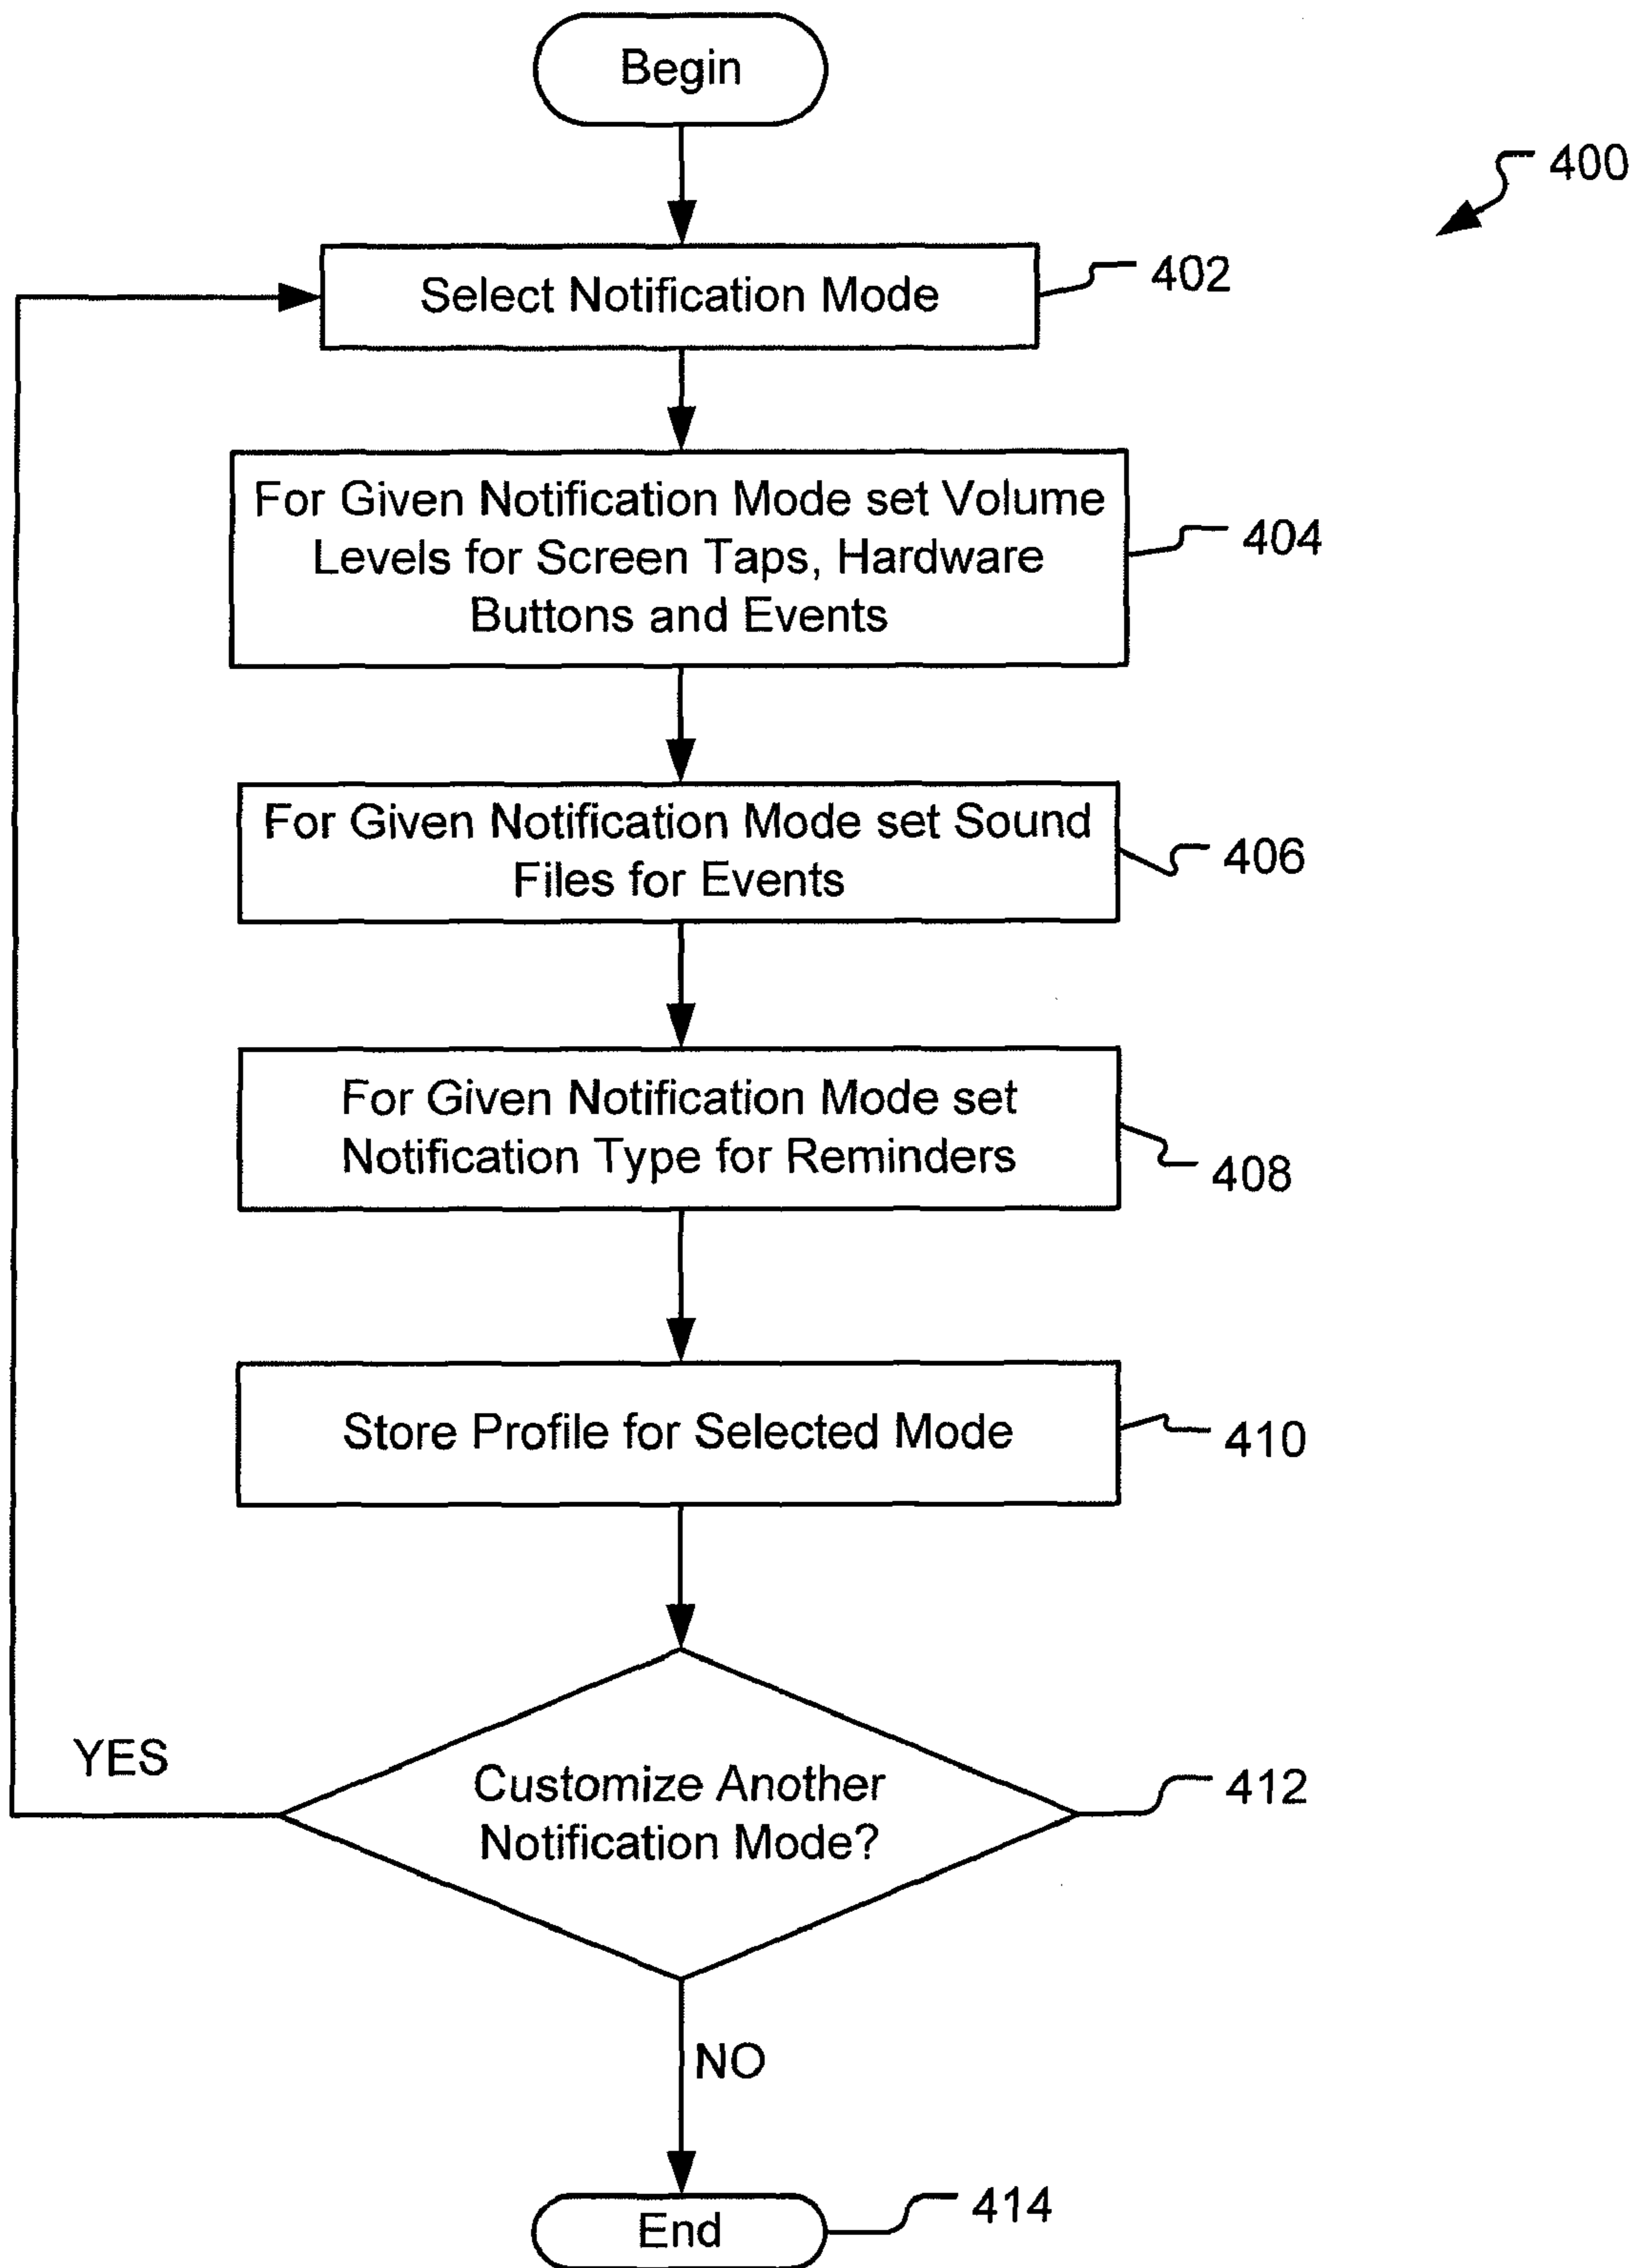 Begin
400
Select Notification Mode
402
For Given Notification Mode set Volume
Levels for Screen Taps, Hardware
Buttons and Events
404
For Given Notification Mode set Sound
Files for Events
406
For Given Notification Mode set
Notification Type for Reminders
408
Store Profile for Selected Mode
410
YES
Customize Another
Notification Mode?
412
NO
End
414